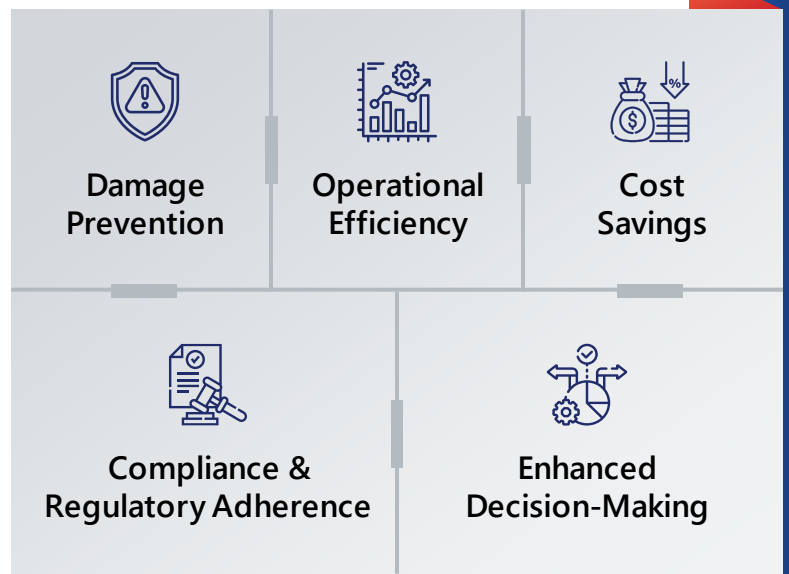 Damage
Prevention
Operational
Efficiency
%
$
Cost
Savings
Compliance &
Regulatory Adherence
Enhanced
Decision-Making